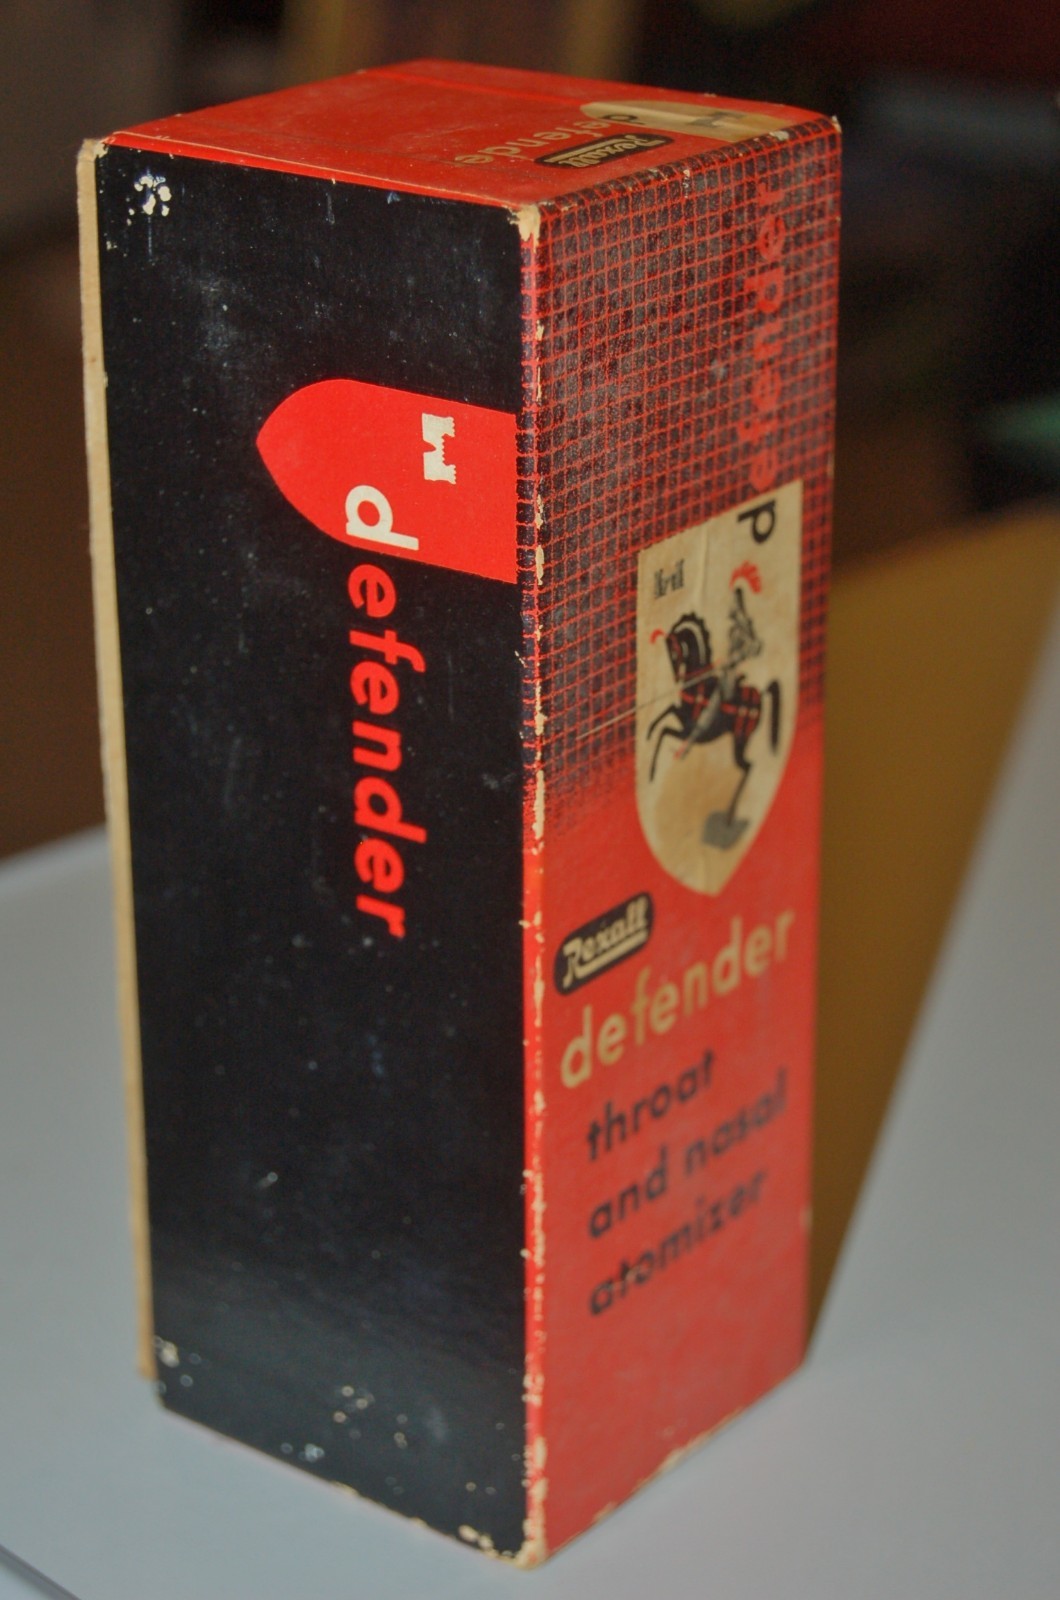 Rexall
defender
defender
defender
Rexall
defender
throat
and nasal
atomizer